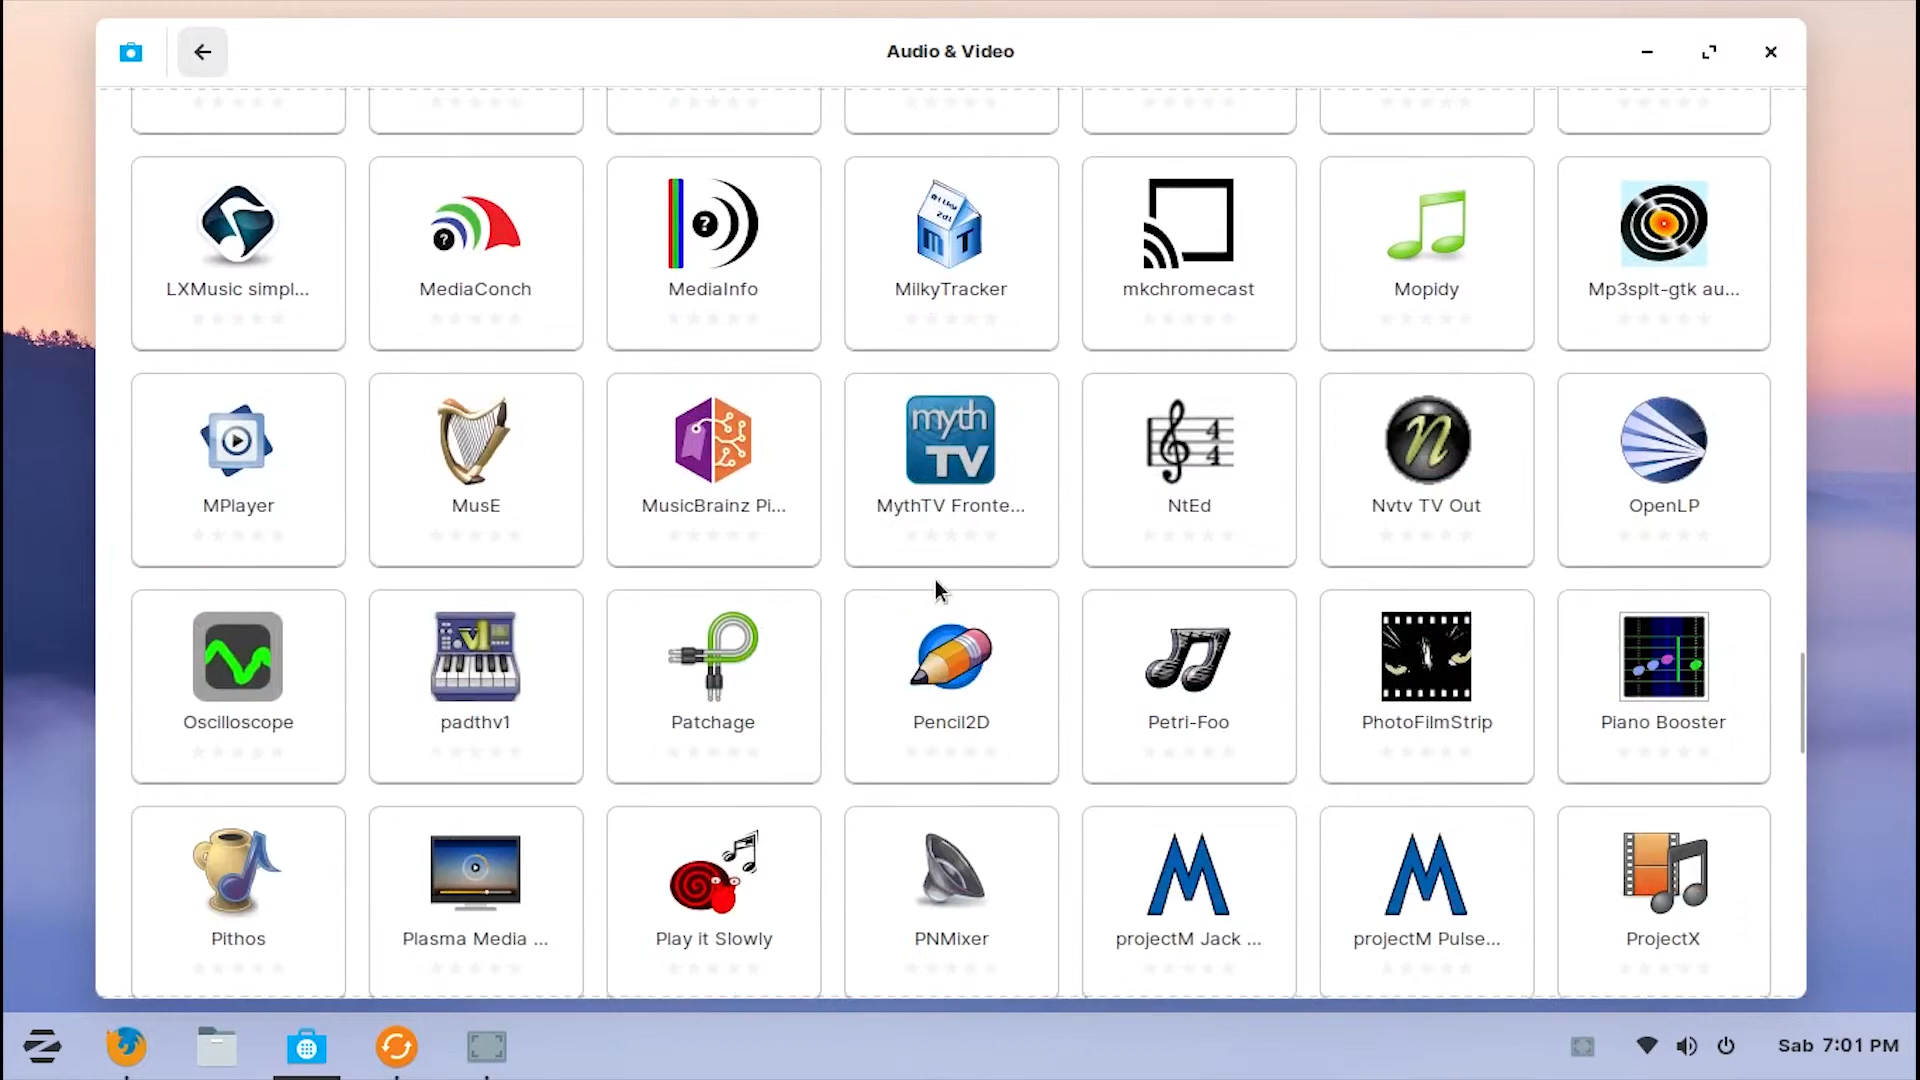 Audio & Video
LXMusic simpl...
MediaConch
MediaInfo
MilkyTracker
mkchromecast
Mopidy
Mp3splt-gtk au...
MPlayer
MusE
MusicBrainz Pi...
myth
TV
MythTV Fronte...
NtEd
Nvtv TV Out
OpenLP
Oscilloscope
padthv1
Patchage
Pencil2D
Petri-Foo
PhotoFilmStrip
Piano Booster
Pithos
Plasma Media ...
Play it Slowly
PNMixer
projectM Jack ...
projectM Pulse...
ProjectX
Sab 7:01 PM